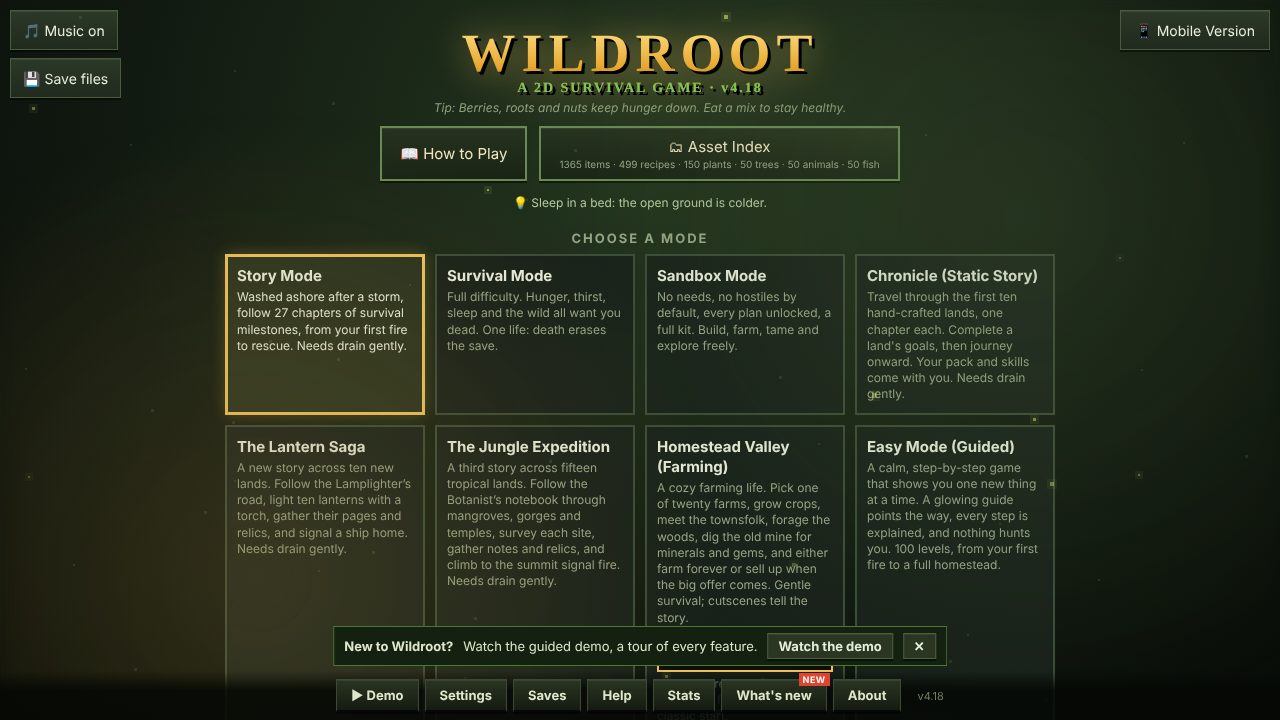 🎵 Music on
💾 Save files
📱 Mobile Version
WILDROOT
A 2D SURVIVAL GAME · v4.18
Tip: Berries, roots and nuts keep hunger down. Eat a mix to stay healthy.
📖 How to Play
🗂 Asset Index
1365 items · 499 recipes · 150 plants · 50 trees · 50 animals · 50 fish
💡 Sleep in a bed: the open ground is colder.
CHOOSE A MODE
Story Mode
Washed ashore after a storm,
follow 27 chapters of survival
milestones, from your first fire
to rescue. Needs drain gently.
Survival Mode
Full difficulty. Hunger, thirst,
sleep and the wild all want you
dead. One life: death erases
the save.
Sandbox Mode
No needs, no hostiles by
default, every plan unlocked, a
full kit. Build, farm, tame and
explore freely.
Chronicle (Static Story)
Travel through the first ten
hand-crafted lands, one
chapter each. Complete a
land's goals, then journey
onward. Your pack and skills
come with you. Needs drain
gently.
The Lantern Saga
A new story across ten new
lands. Follow the Lamplighter's
road, light ten lanterns with a
torch, gather their pages and
relics, and signal a ship home.
Needs drain gently.
The Jungle Expedition
A third story across fifteen
tropical lands. Follow the
Botanist's notebook through
mangroves, gorges and
temples, survey each site,
gather notes and relics, and
climb to the summit signal fire.
Needs drain gently.
Homestead Valley
(Farming)
A cozy farming life. Pick one
of twenty farms, grow crops,
meet the townsfolk, forage the
woods, dig the old mine for
minerals and gems, and either
farm forever or sell up when
the big offer comes. Gentle
survival; cutscenes tell the
story.
Easy Mode (Guided)
A calm, step-by-step game
that shows you one new thing
at a time. A glowing guide
points the way, every step is
explained, and nothing hunts
you. 100 levels, from your first
fire to a full homestead.
New to Wildroot? Watch the guided demo, a tour of every feature. Watch the demo ✕
▶ Demo Settings Saves Help Stats What's new NEW About v4.18
classic start.